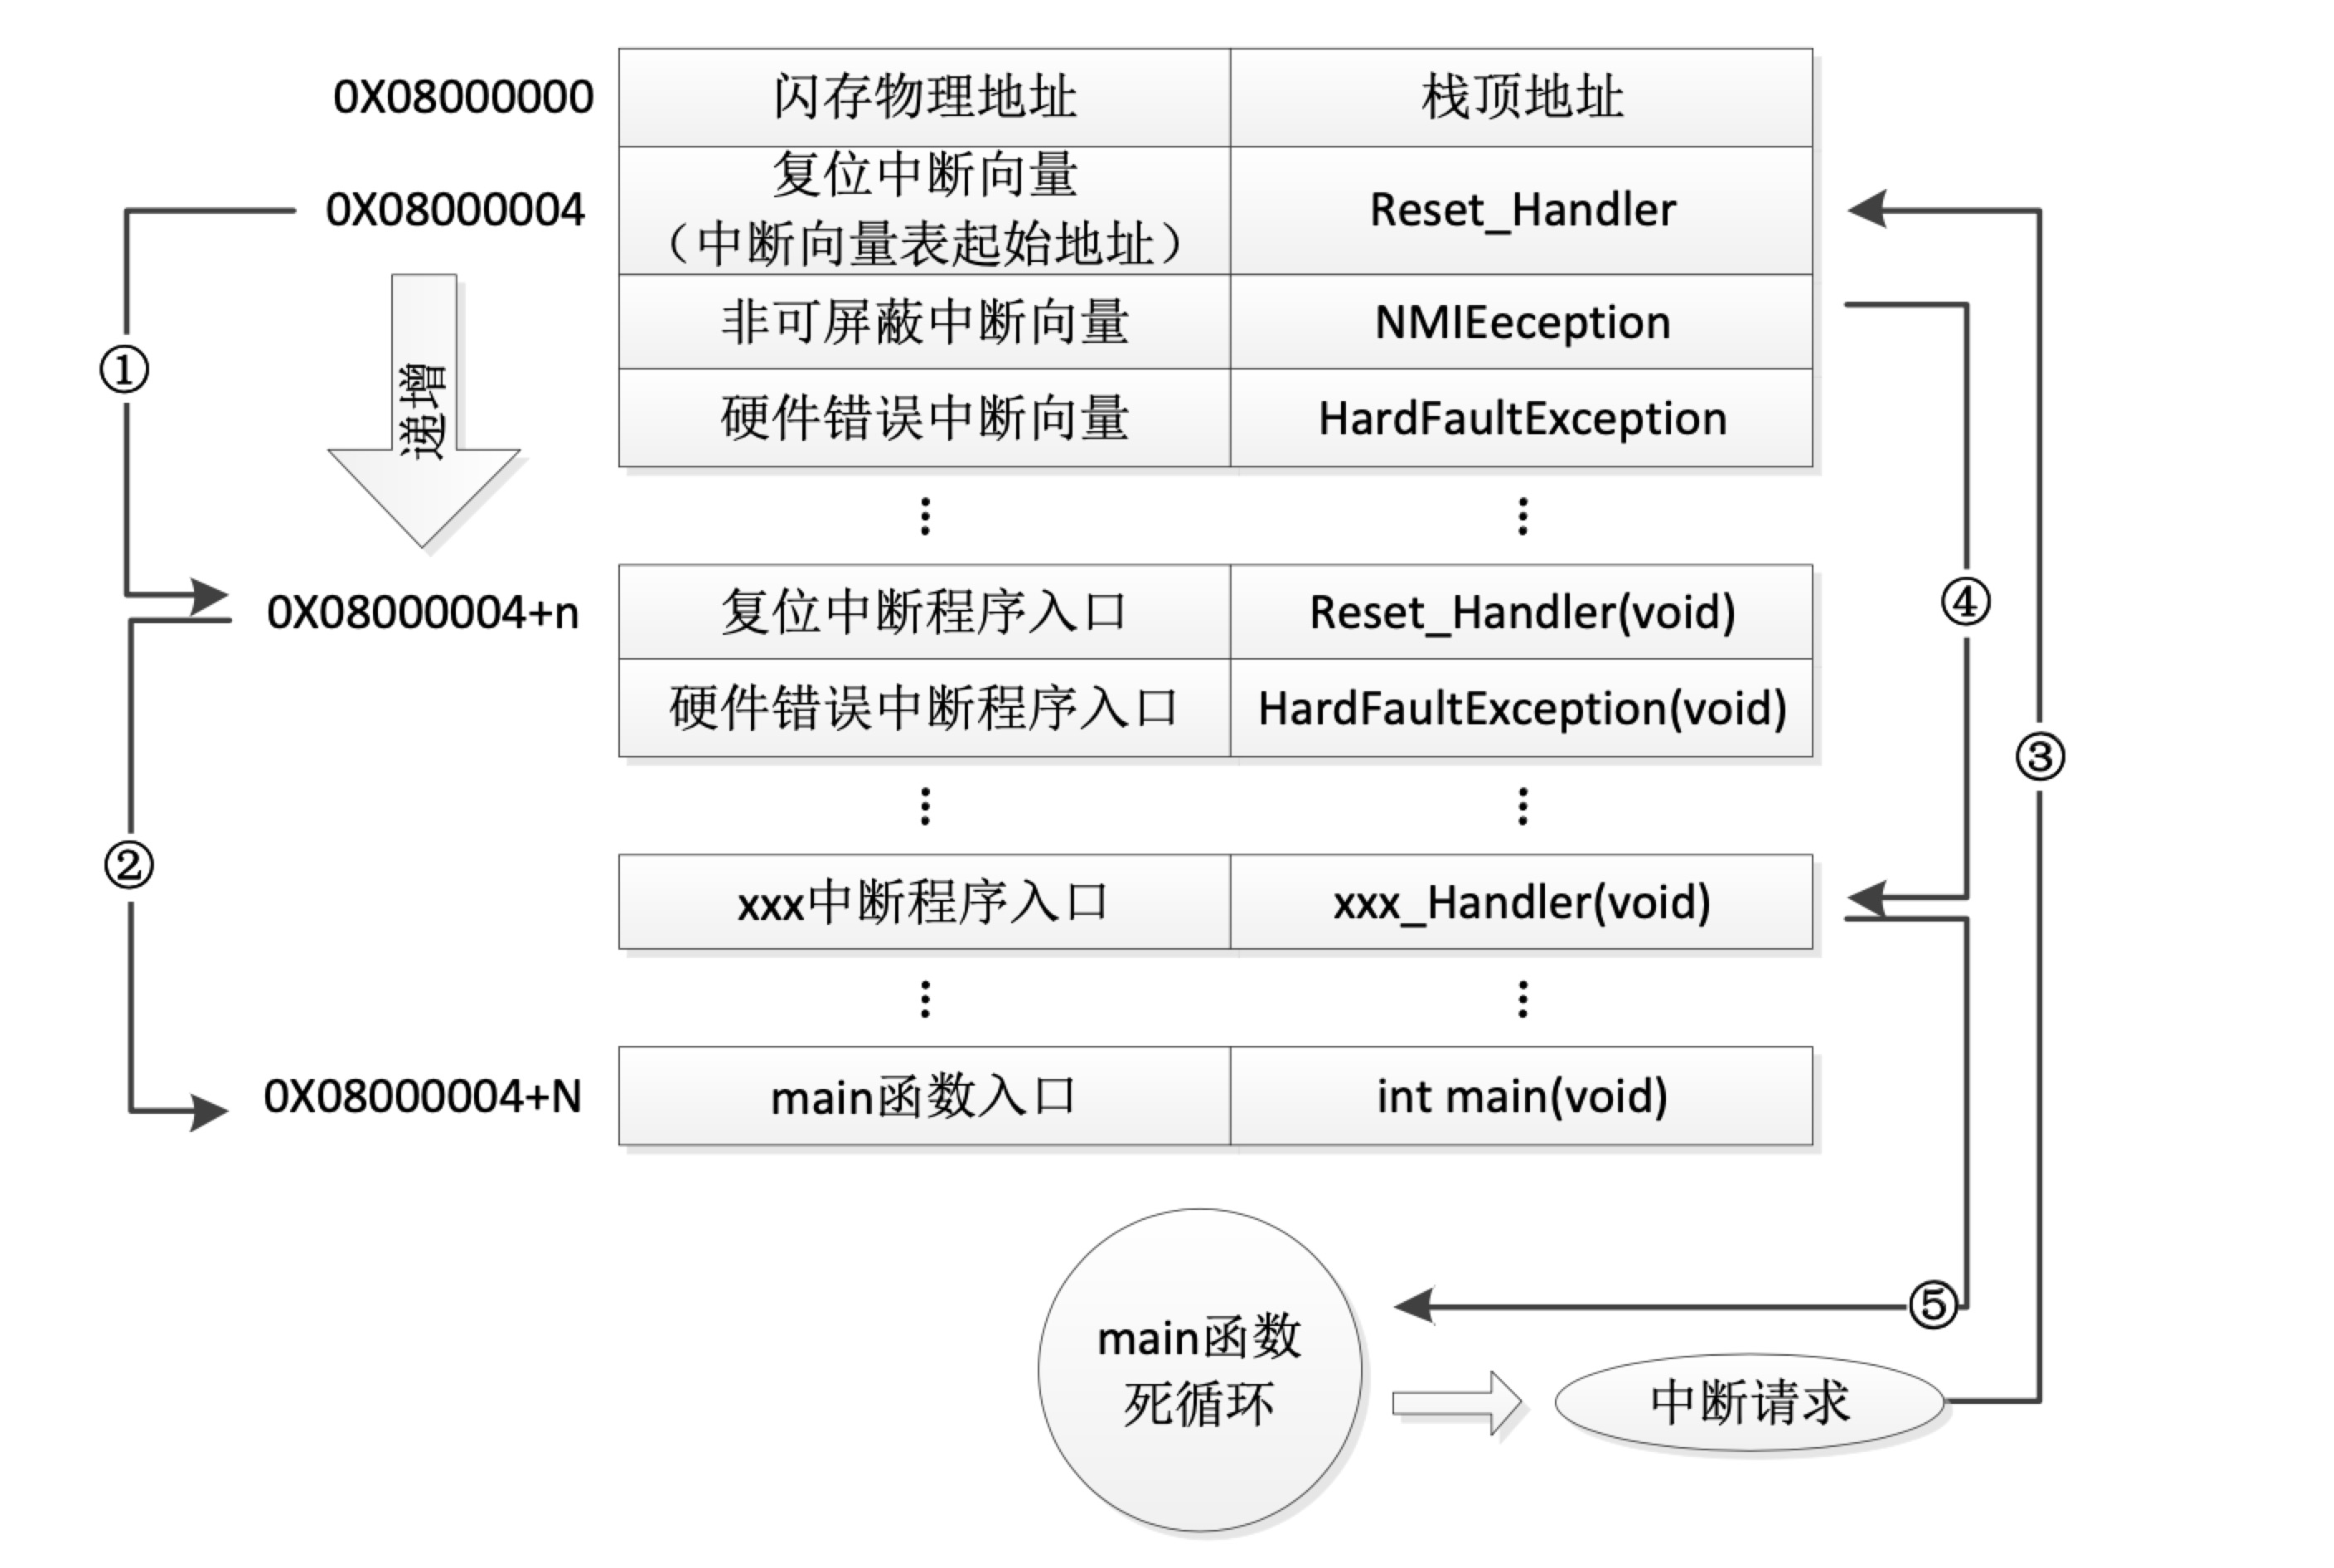 0X08000000
闪存物理地址
栈顶地址
0X08000004
复位中断向量
（中断向量表起始地址）
Reset_Handler
非可屏蔽中断向量
NMIEeception
硬件错误中断向量
HardFaultException
①
递增
0X08000004+n
复位中断程序入口
Reset_Handler(void)
硬件错误中断程序入口
HardFaultException(void)
④
③
②
xxx中断程序入口
xxx_Handler(void)
0X08000004+N
main函数入口
int main(void)
⑤
main函数
死循环
中断请求